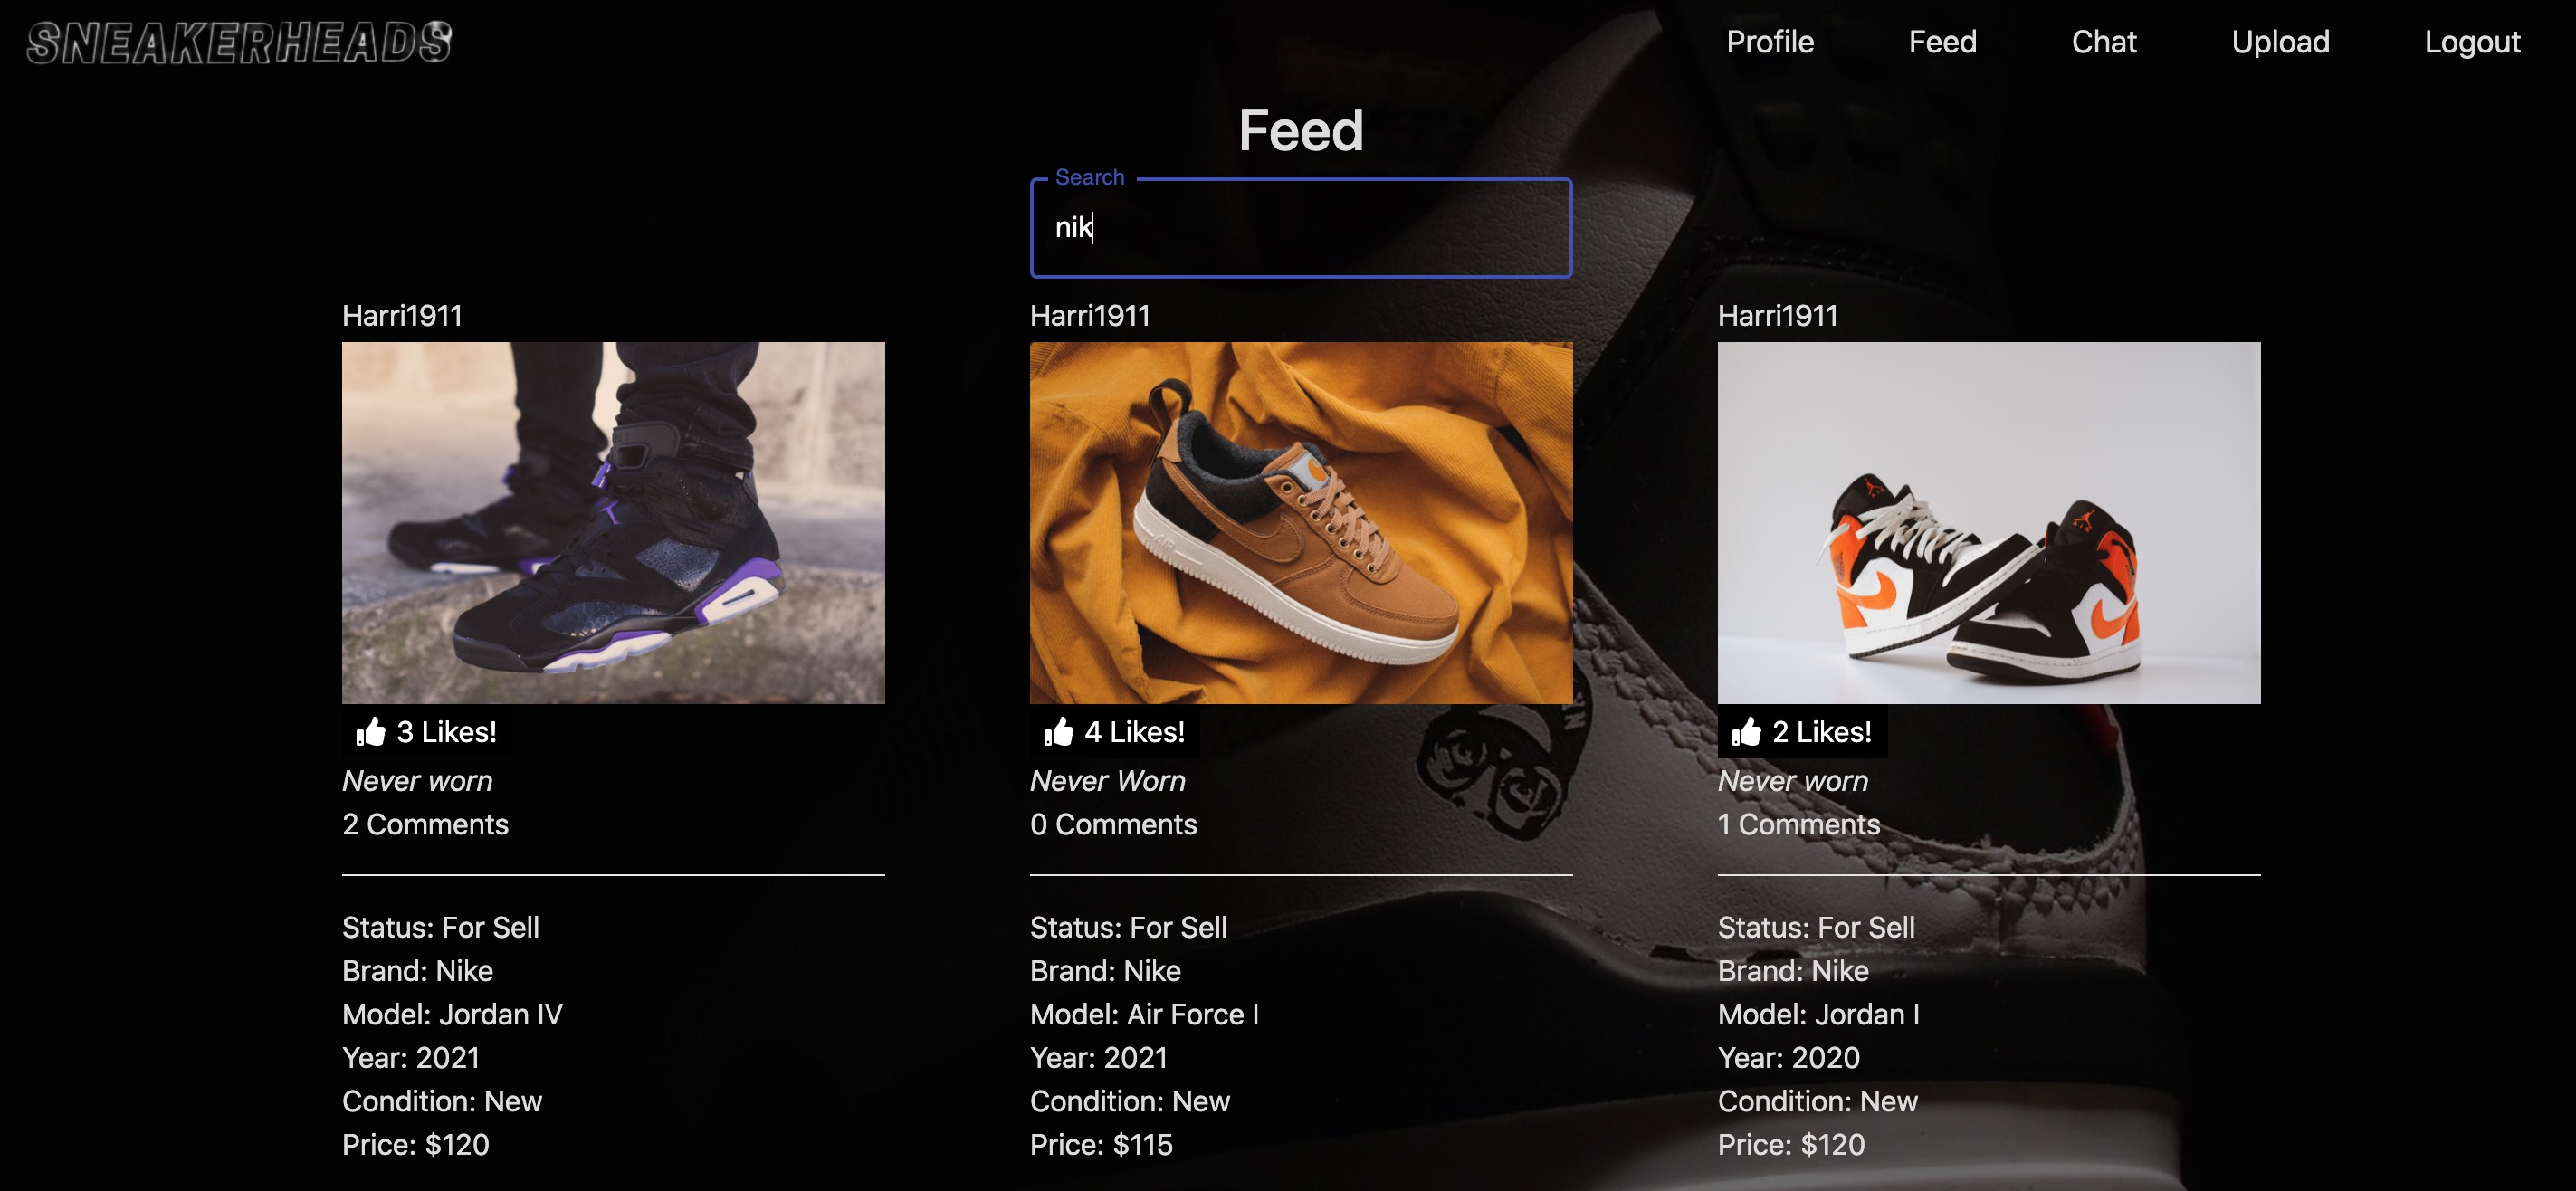 SNEAKERHEADS
Profile Feed Chat Upload Logout
Feed
Search
nik
Harri1911
3 Likes!
Never worn
2 Comments
Status: For Sell
Brand: Nike
Model: Jordan IV
Year: 2021
Condition: New
Price: $120
Harri1911
4 Likes!
Never Worn
0 Comments
Status: For Sell
Brand: Nike
Model: Air Force I
Year: 2021
Condition: New
Price: $115
Harri1911
2 Likes!
Never worn
1 Comments
Status: For Sell
Brand: Nike
Model: Jordan I
Year: 2020
Condition: New
Price: $120